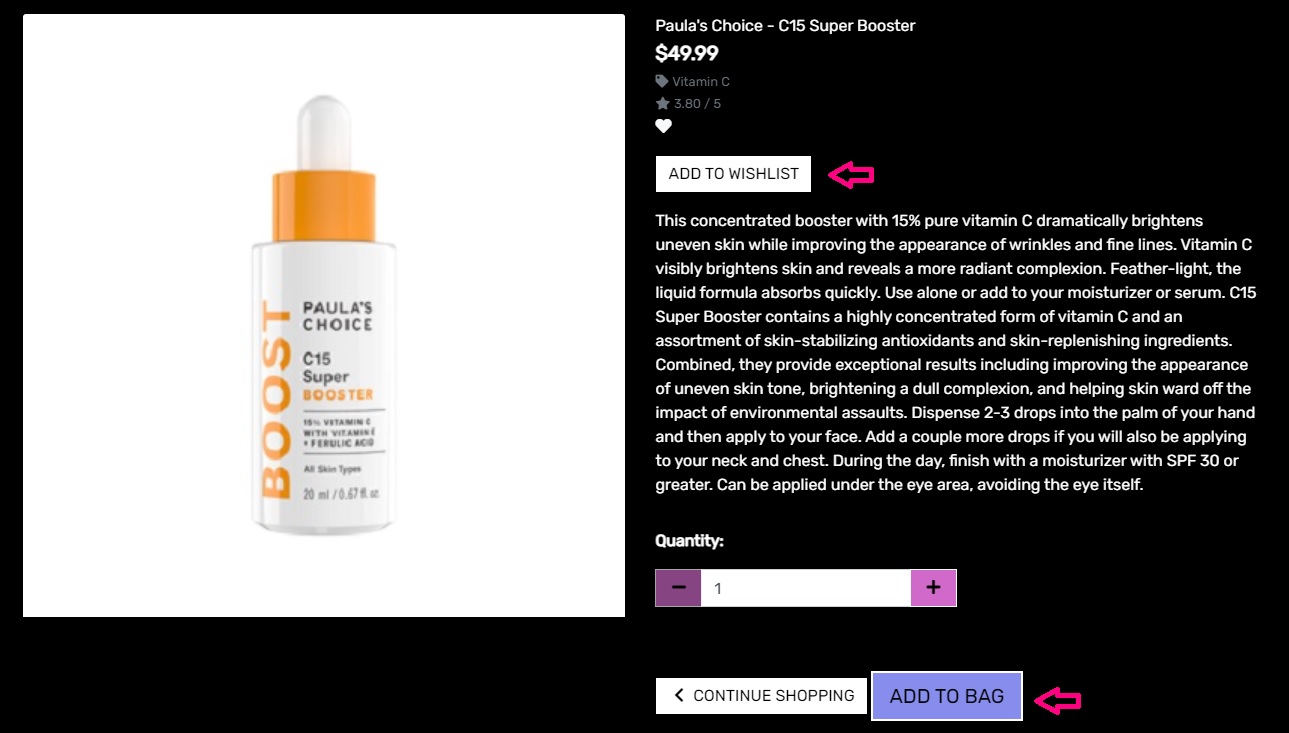 Paula's Choice - C15 Super Booster
$49.99
Vitamin C
3.80 / 5
ADD TO WISHLIST
This concentrated booster with 15% pure vitamin C dramatically brightens
uneven skin while improving the appearance of wrinkles and fine lines. Vitamin C
visibly brightens skin and reveals a more radiant complexion. Feather-light, the
liquid formula absorbs quickly. Use alone or add to your moisturizer or serum. C15
Super Booster contains a highly concentrated form of vitamin C and an
assortment of skin-stabilizing antioxidants and skin-replenishing ingredients.
Combined, they provide exceptional results including improving the appearance
of uneven skin tone, brightening a dull complexion, and helping skin ward off the
impact of environmental assaults. Dispense 2-3 drops into the palm of your hand
and then apply to your face. Add a couple more drops if you will also be applying
to your neck and chest. During the day, finish with a moisturizer with SPF 30 or
greater. Can be applied under the eye area, avoiding the eye itself.
Quantity:
− 1 +
CONTINUE SHOPPING
ADD TO BAG
BOOST
PAULA'S
CHOICE
C15
Super
BOOSTER
15% VITAMIN C
WITH VITAMIN E
+ FERULIC ACID
All Skin Types
20 ml / 0.67 fl. oz.